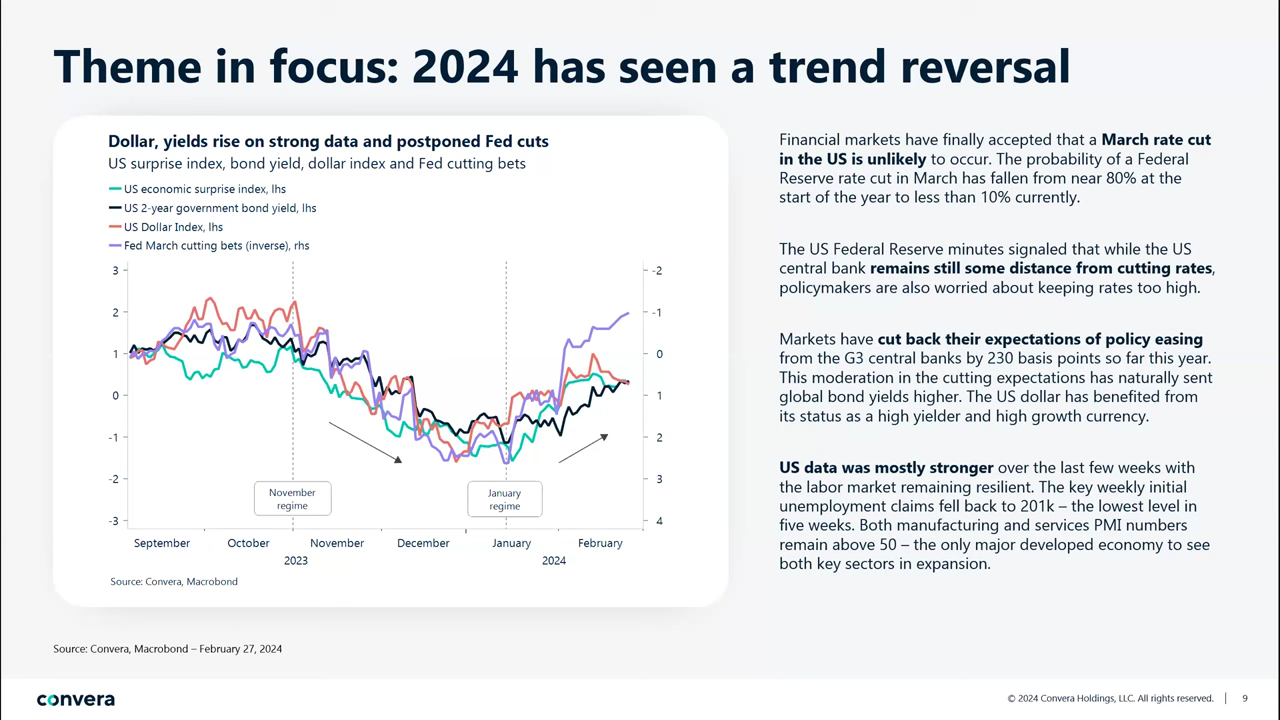 Theme in focus: 2024 has seen a trend reversal
Dollar, yields rise on strong data and postponed Fed cuts
US surprise index, bond yield, dollar index and Fed cutting bets
US economic surprise index, lhs
US 2-year government bond yield, lhs
US Dollar Index, lhs
Fed March cutting bets (inverse), rhs
3
2
1
0
-1
-2
-3
-2
-1
0
1
2
3
4
November
regime
January
regime
September October November December January February
2023 2024
Source: Convera, Macrobond
Financial markets have finally accepted that a March rate cut
in the US is unlikely to occur. The probability of a Federal
Reserve rate cut in March has fallen from near 80% at the
start of the year to less than 10% currently.
The US Federal Reserve minutes signaled that while the US
central bank remains still some distance from cutting rates,
policymakers are also worried about keeping rates too high.
Markets have cut back their expectations of policy easing
from the G3 central banks by 230 basis points so far this year.
This moderation in the cutting expectations has naturally sent
global bond yields higher. The US dollar has benefited from
its status as a high yielder and high growth currency.
US data was mostly stronger over the last few weeks with
the labor market remaining resilient. The key weekly initial
unemployment claims fell back to 201k – the lowest level in
five weeks. Both manufacturing and services PMI numbers
remain above 50 – the only major developed economy to see
both key sectors in expansion.
Source: Convera, Macrobond – February 27, 2024
convera
© 2024 Convera Holdings, LLC. All rights reserved. | 9